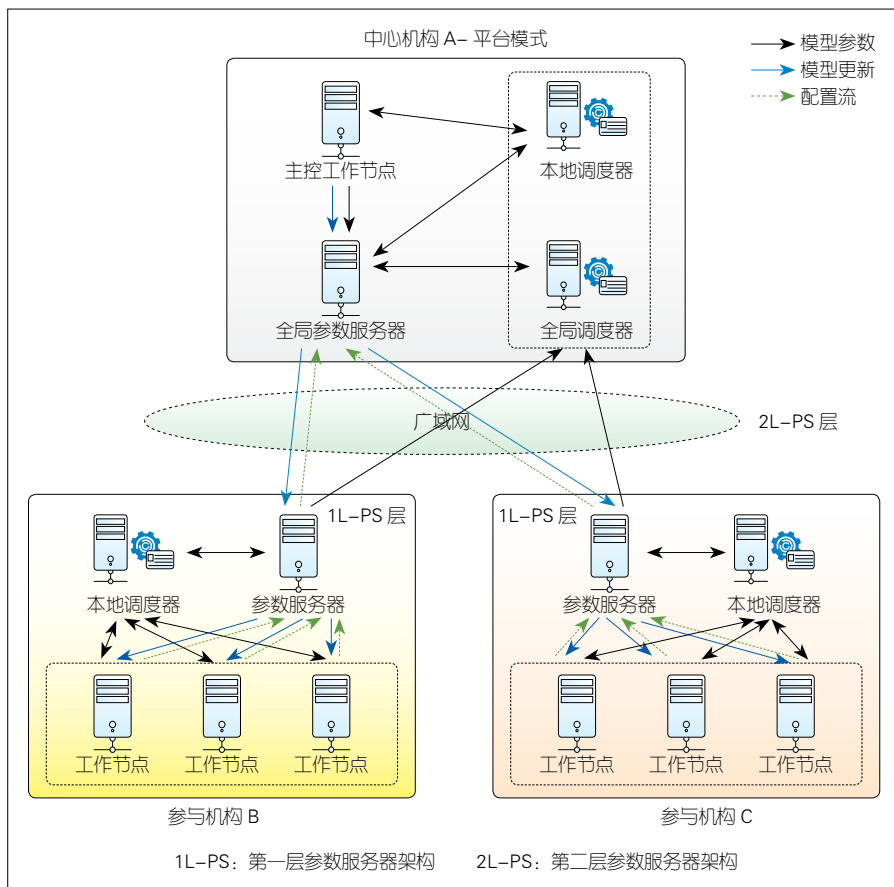 中心机构 A- 平台模式
模型参数
模型更新
配置流
主控工作节点
本地调度器
全局参数服务器
全局调度器
广域网
2L-PS 层
1L-PS 层
本地调度器
参数服务器
工作节点
工作节点
工作节点
参与机构 B
1L-PS 层
参数服务器
本地调度器
工作节点
工作节点
工作节点
参与机构 C
1L-PS：第一层参数服务器架构 2L-PS：第二层参数服务器架构